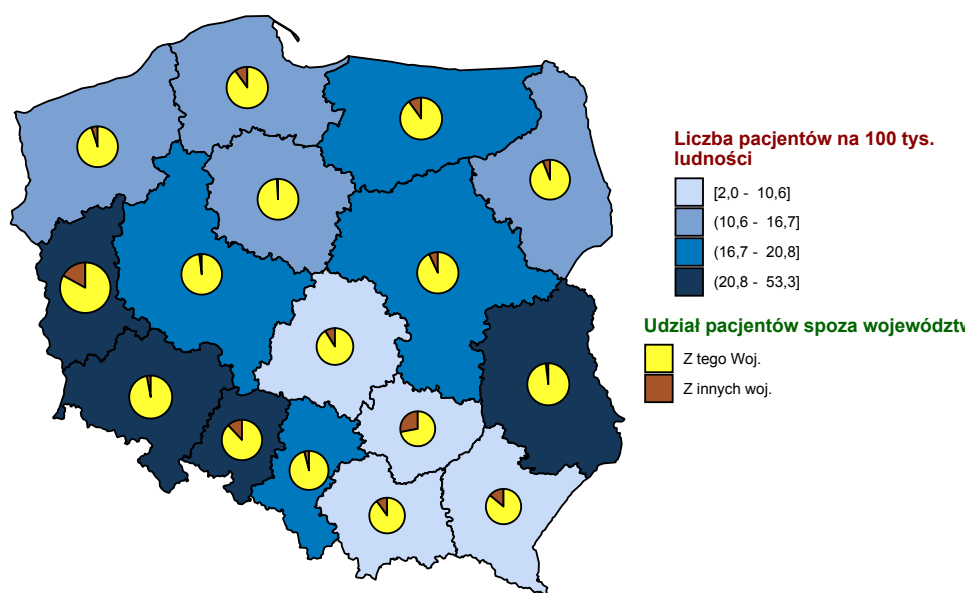 Liczba pacjentów na 100 tys.
ludności
[2,0 - 10,6]
(10,6 - 16,7]
(16,7 - 20,8]
(20,8 - 53,3]
Udział pacjentów spoza województw
Z tego Woj.
Z innych woj.